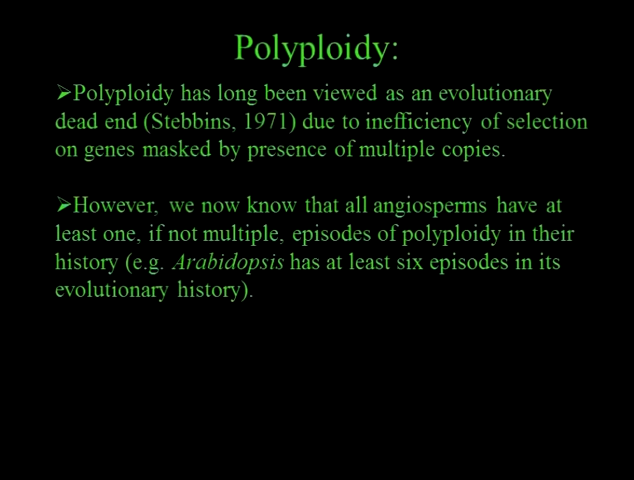 Polyploidy:
➢Polyploidy has long been viewed as an evolutionary
dead end (Stebbins, 1971) due to inefficiency of selection
on genes masked by presence of multiple copies.
➢However, we now know that all angiosperms have at
least one, if not multiple, episodes of polyploidy in their
history (e.g. Arabidopsis has at least six episodes in its
evolutionary history).